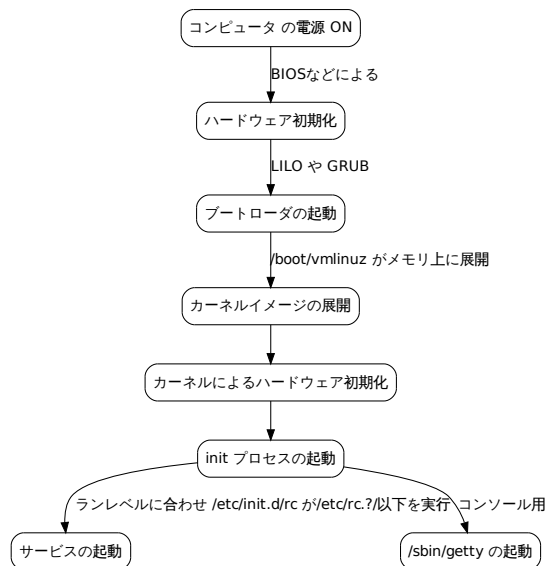 コンピュータ の電源 ON
BIOSなどによる
ハードウェア初期化
LILO や GRUB
ブートローダの起動
/boot/vmlinuz がメモリ上に展開
カーネルイメージの展開
カーネルによるハードウェア初期化
init プロセスの起動
ランレベルに合わせ /etc/init.d/rc が/etc/rc.?/以下を実行
コンソール用
サービスの起動
/sbin/getty の起動